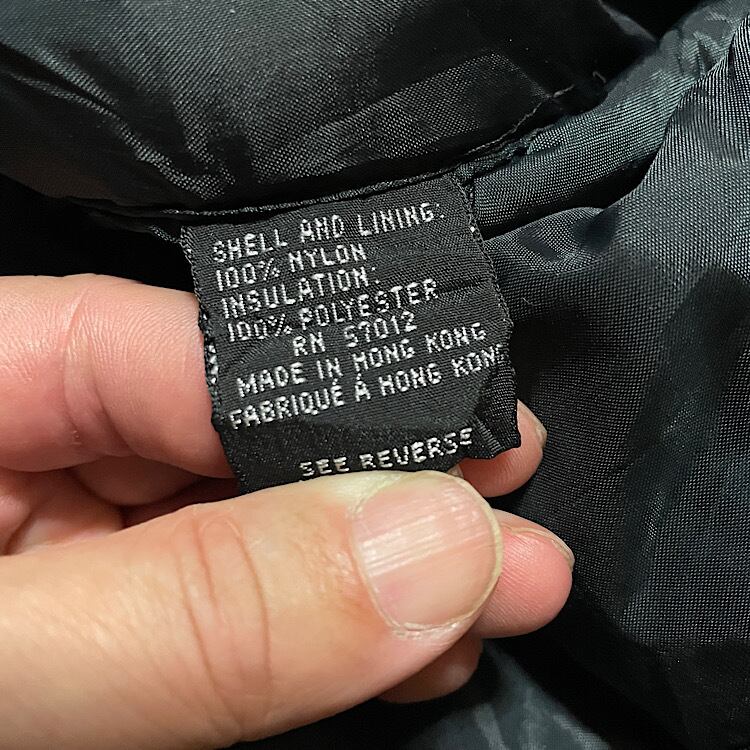 SHELL AND LINING:
100% NYLON
INSULATION:
100% POLYESTER
RN 57012
MADE IN HONG KONG
FABRIQUÉ À HONG KONG
SEE REVERSE